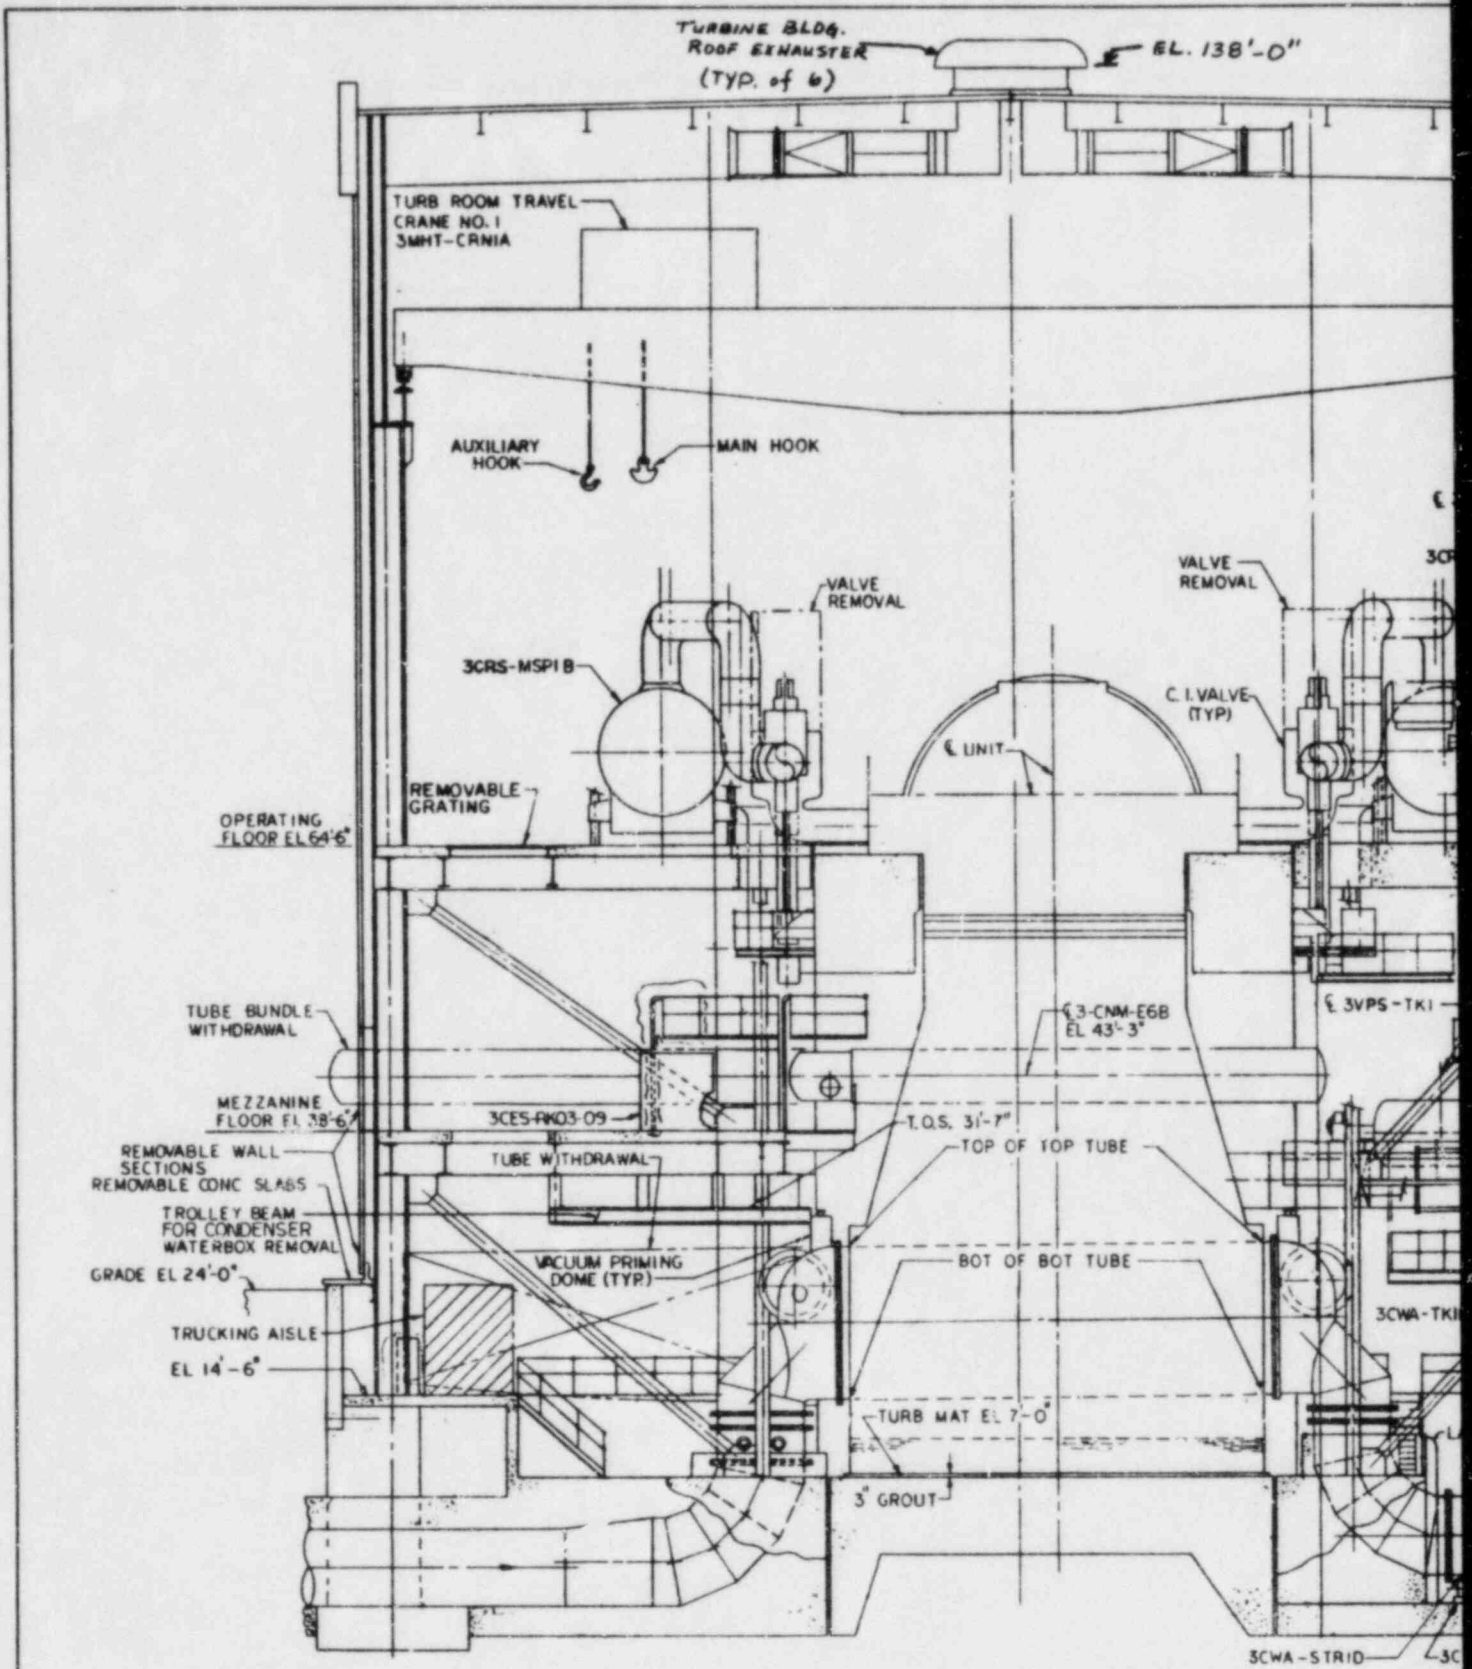 TURBINE BLDG.
ROOF EXHAUSTER
(TYP. of 6)
EL. 138'-0"
TURB ROOM TRAVEL
CRANE NO. 1
3MHT-CRN1A
AUXILIARY
HOOK
MAIN HOOK
℄
VALVE
REMOVAL
VALVE
REMOVAL
3CR
3CRS-MSP1B
C.I. VALVE
(TYP)
℄ UNIT
REMOVABLE
GRATING
OPERATING
FLOOR EL 64'6"
TUBE BUNDLE
WITHDRAWAL
℄ 3-CNM-E6B
EL 43'-3"
℄ 3VPS-TK1
MEZZANINE
FLOOR EL 38'-6"
3CES-RK03-09
T.O.S. 31'-7"
REMOVABLE WALL
SECTIONS
REMOVABLE CONC SLABS
TUBE WITHDRAWAL
TOP OF TOP TUBE
TROLLEY BEAM
FOR CONDENSER
WATERBOX REMOVAL
VACUUM PRIMING
DOME (TYP.)
BOT OF BOT TUBE
GRADE EL 24'-0"
3CWA-TK1
TRUCKING AISLE
EL 14'-6"
TURB MAT EL 7'-0"
3" GROUT
3CWA-STR1D
3C